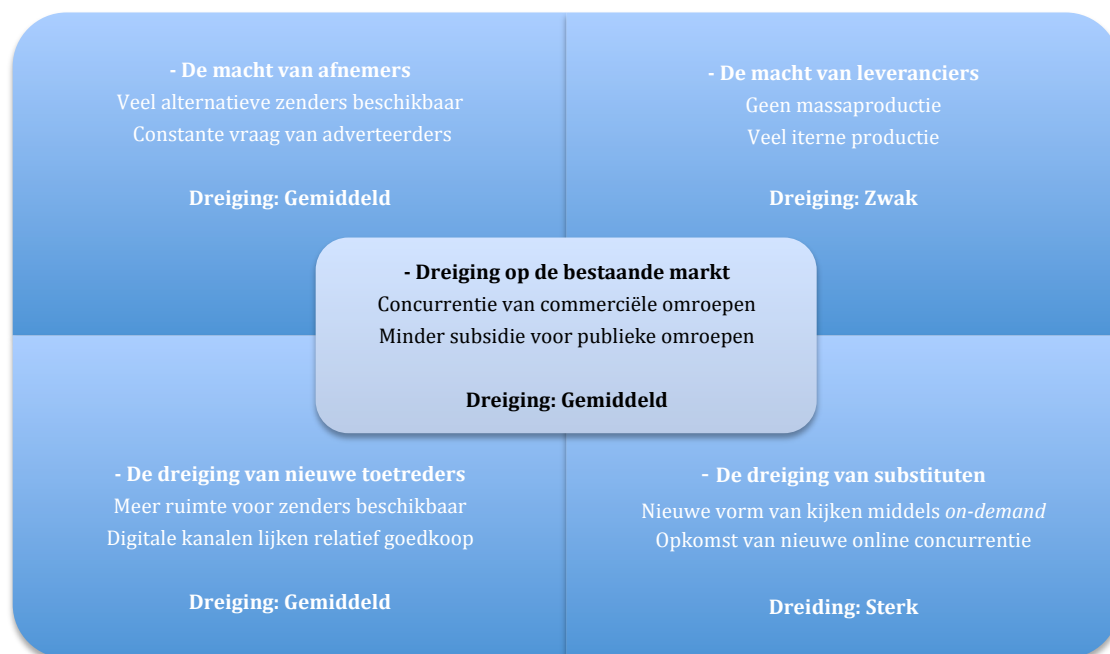 - De macht van afnemers
Veel alternatieve zenders beschikbaar
Constante vraag van adverteerders
Dreiging: Gemiddeld
- De macht van leveranciers
Geen massaproductie
Veel iterne productie
Dreiging: Zwak
- Dreiging op de bestaande markt
Concurrentie van commerciële omroepen
Minder subsidie voor publieke omroepen
Dreiging: Gemiddeld
- De dreiging van nieuwe toetreders
Meer ruimte voor zenders beschikbaar
Digitale kanalen lijken relatief goedkoop
Dreiging: Gemiddeld
- De dreiging van substituten
Nieuwe vorm van kijken middels on-demand
Opkomst van nieuwe online concurrentie
Dreiding: Sterk